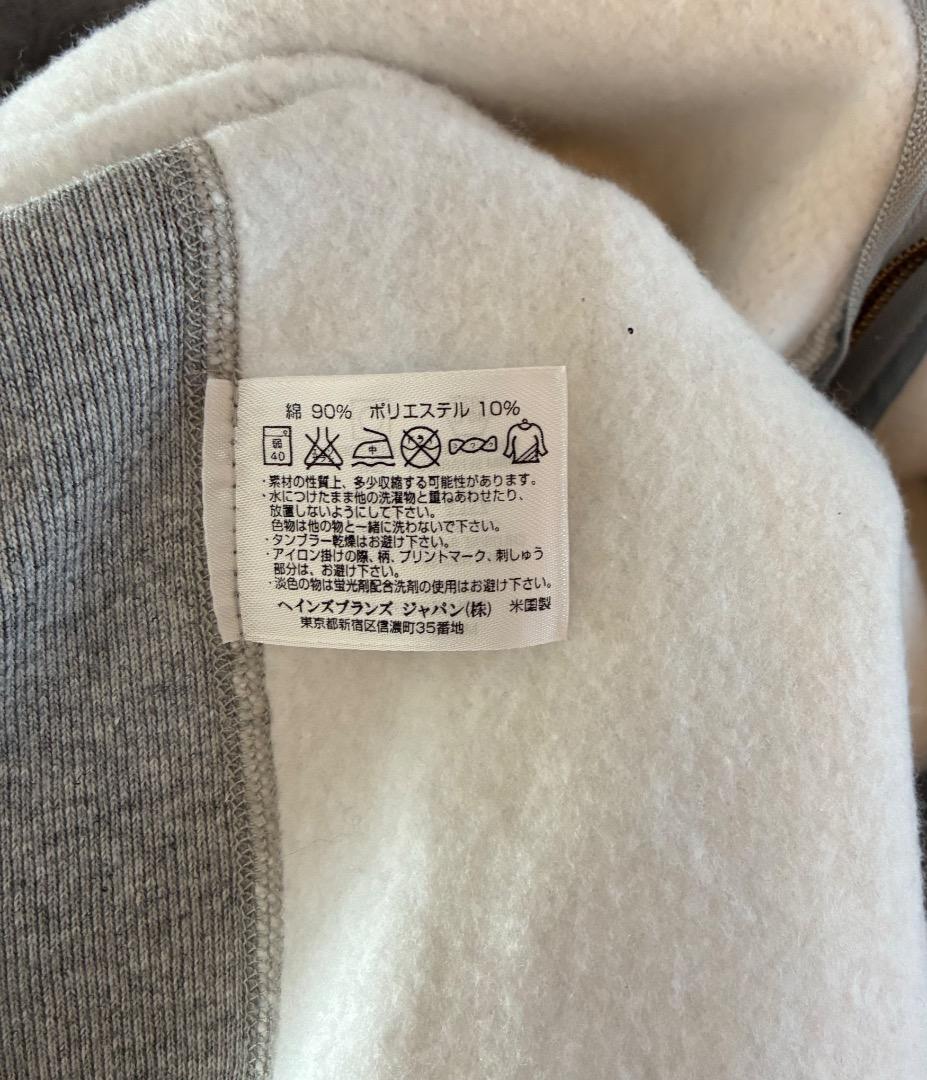 綿 90% ポリエステル 10%
弱
40
中
・素材の性質上、多少収縮する可能性があります。
・水につけたまま他の洗濯物と重ねあわせたり、
放置しないようにして下さい。
色物は他の物と一緒に洗わないで下さい。
・タンブラー乾燥はお避け下さい。
・アイロン掛けの際、柄、プリントマーク、刺しゅう
部分は、お避け下さい。
・淡色の物は蛍光剤配合洗剤の使用はお避け下さい。
ヘインズブランズ ジャパン(株) 米国製
東京都新宿区信濃町35番地